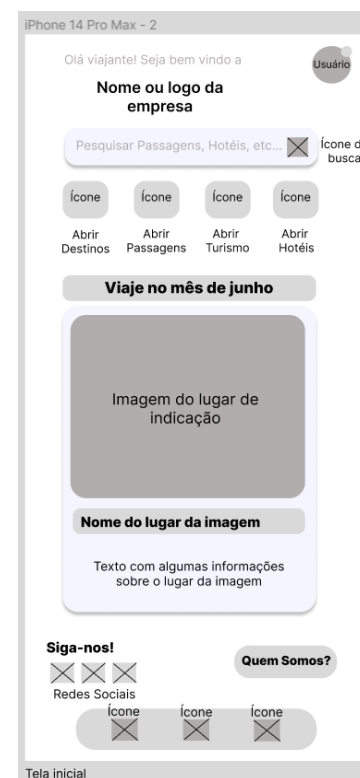 iPhone 14 Pro Max - 2
Olá viajante! Seja bem vindo a
Usuário
Nome ou logo da
empresa
Pesquisar Passagens, Hotéis, etc...
Ícone d
busca
Ícone Ícone Ícone Ícone
Abrir Abrir Abrir Abrir
Destinos Passagens Turismo Hotéis
Viaje no mês de junho
Imagem do lugar de
indicação
Nome do lugar da imagem
Texto com algumas informações
sobre o lugar da imagem
Siga-nos!
Quem Somos?
Redes Sociais
Ícone Ícone Ícone
Tela inicial